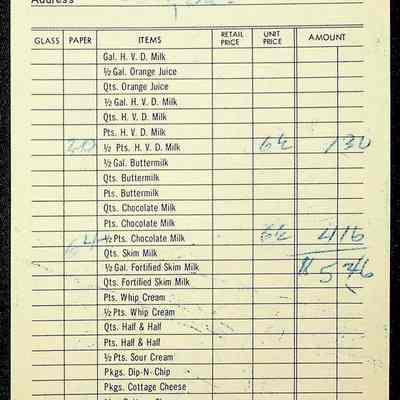 Address
GLASS PAPER ITEMS RETAIL PRICE UNIT PRICE AMOUNT
Gal. H. V. D. Milk
½ Gal. Orange Juice
Qts. Orange Juice
½ Gal. H. V. D. Milk
Qts. H. V. D. Milk
Pts. H. V. D. Milk
20 ½ Pts. H. V. D. Milk 6½ 130
½ Gal. Buttermilk
Qts. Buttermilk
Pts. Buttermilk
Qts. Chocolate Milk
Pts. Chocolate Milk
64 ½ Pts. Chocolate Milk 6½ 416
Qts. Skim Milk
½ Gal. Fortified Skim Milk $ 546
Qts. Fortified Skim Milk
Pts. Whip Cream
½ Pts. Whip Cream
Qts. Half & Half
Pts. Half & Half
½ Pts. Sour Cream
Pkgs. Dip-N-Chip
Pkgs. Cottage Cheese